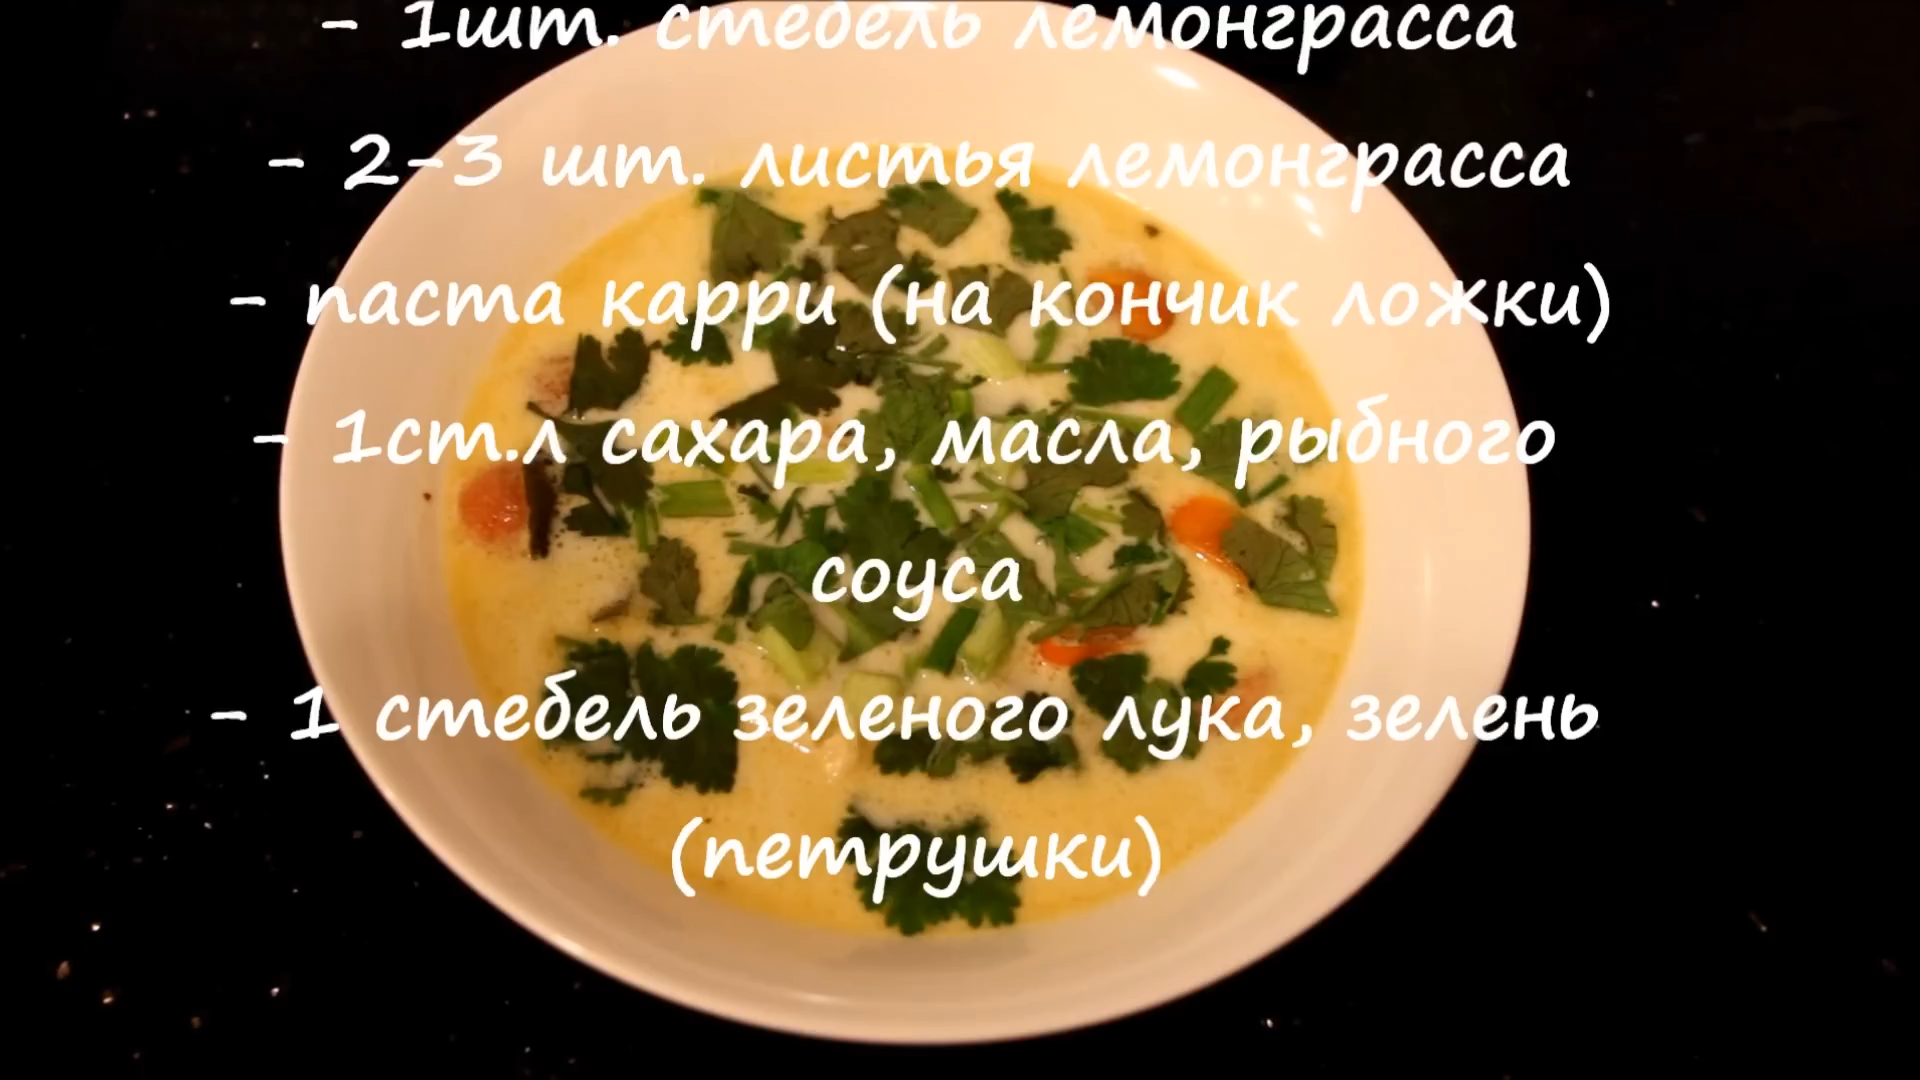 - 1шт. стебель лемонграсса
- 2-3 шт. листья лемонграсса
- паста карри (на кончик ложки)
- 1ст.л сахара, масла, рыбного
соуса
- 1 стебель зеленого лука, зелень
(петрушки)